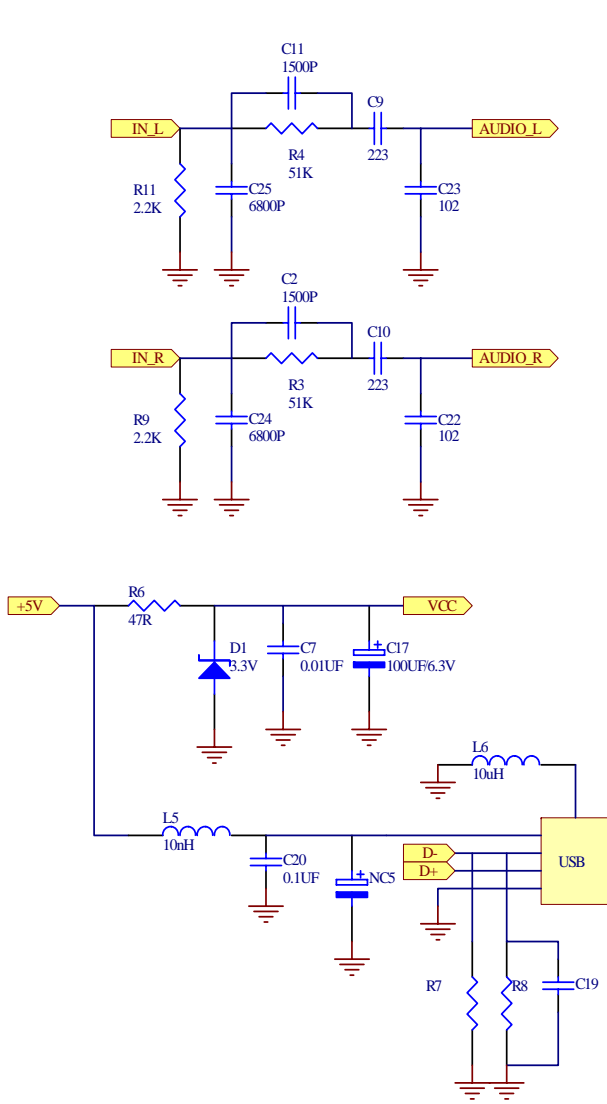 C11
1500P
C9
IN_L
AUDIO_L
R4
51K
223
R11
2.2K
C25
6800P
C23
102
C2
1500P
C10
IN_R
AUDIO_R
R3
51K
223
R9
2.2K
C24
6800P
C22
102
R6
+5V
VCC
47R
D1
3.3V
C7
0.01UF
C17
100UF/6.3V
L6
10uH
L5
10nH
D-
D+
USB
C20
0.1UF
NC5
R7
R8
C19